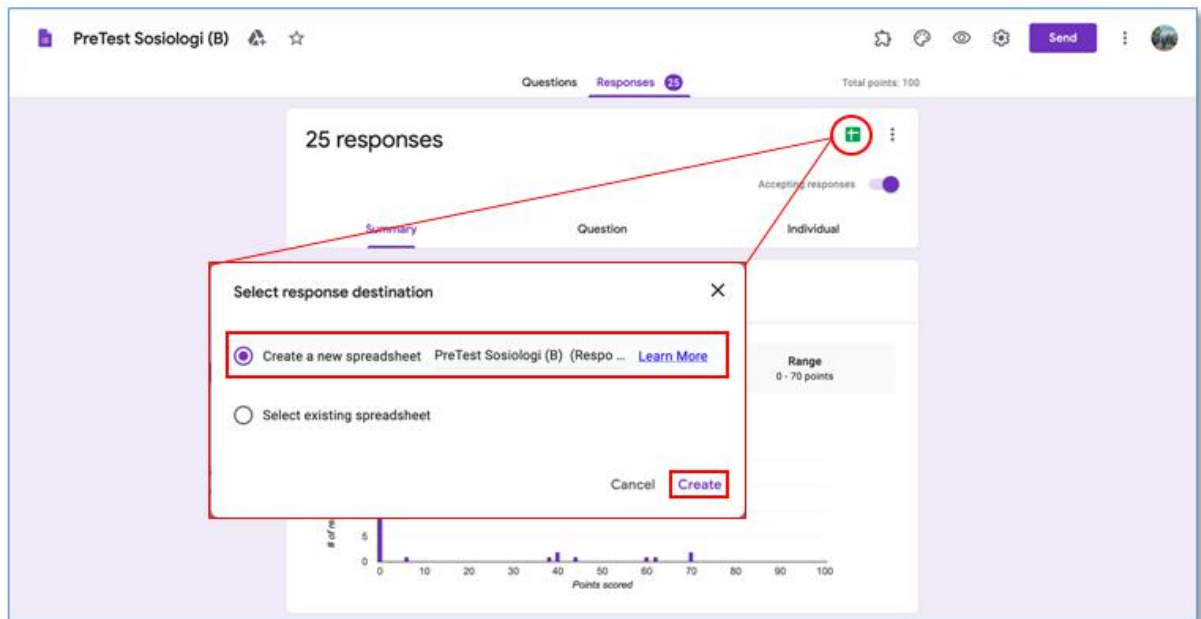 PreTest Sosiologi (B)
Send
Questions Responses 25
Total points: 100
25 responses
Accepting responses
Summary Question Individual
Select response destination
Create a new spreadsheet PreTest Sosiologi (B) (Respo ... Learn More
Range
0 - 70 points
Select existing spreadsheet
Cancel Create
# of re
5
0
0 10 20 30 40 50 60 70 80 90 100
Points scored